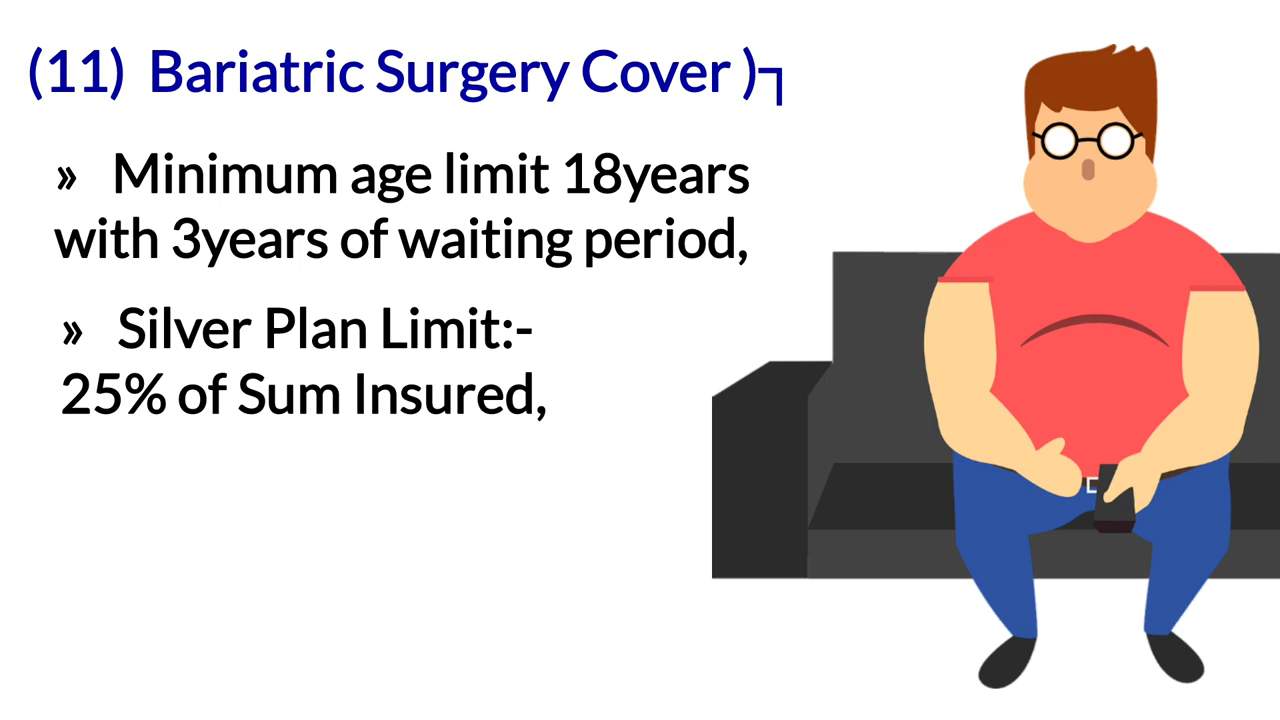 (11) Bariatric Surgery Cover )┐
» Minimum age limit 18years
with 3years of waiting period,
» Silver Plan Limit:-
25% of Sum Insured,